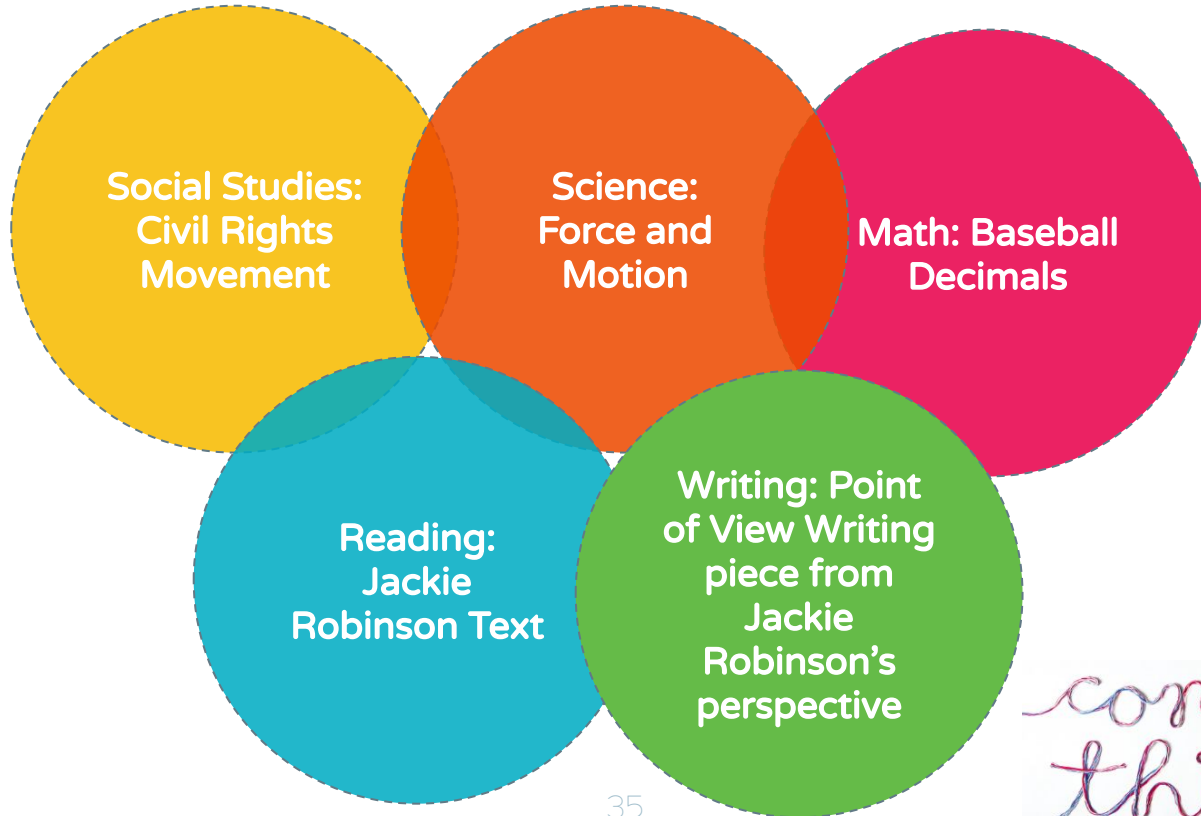 Social Studies:
Civil Rights
Movement
Science:
Force and
Motion
Math: Baseball
Decimals
Reading:
Jackie
Robinson Text
Writing: Point
of View Writing
piece from
Jackie
Robinson’s
perspective
35